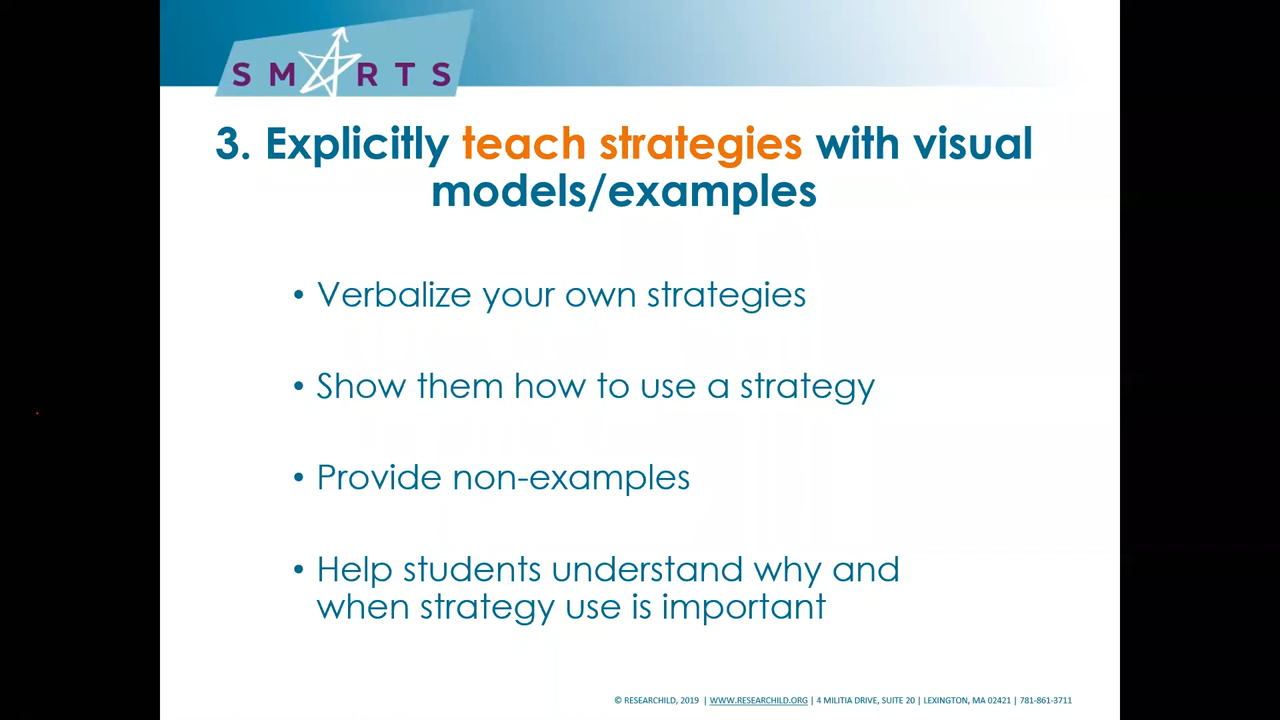 SMARTS
3. Explicitly teach strategies with visual
models/examples
• Verbalize your own strategies
• Show them how to use a strategy
• Provide non-examples
• Help students understand why and
when strategy use is important
© RESEARCHILD, 2019 | WWW.RESEARCHILD.ORG | 4 MILITIA DRIVE, SUITE 20 | LEXINGTON, MA 02421 | 781-861-3711